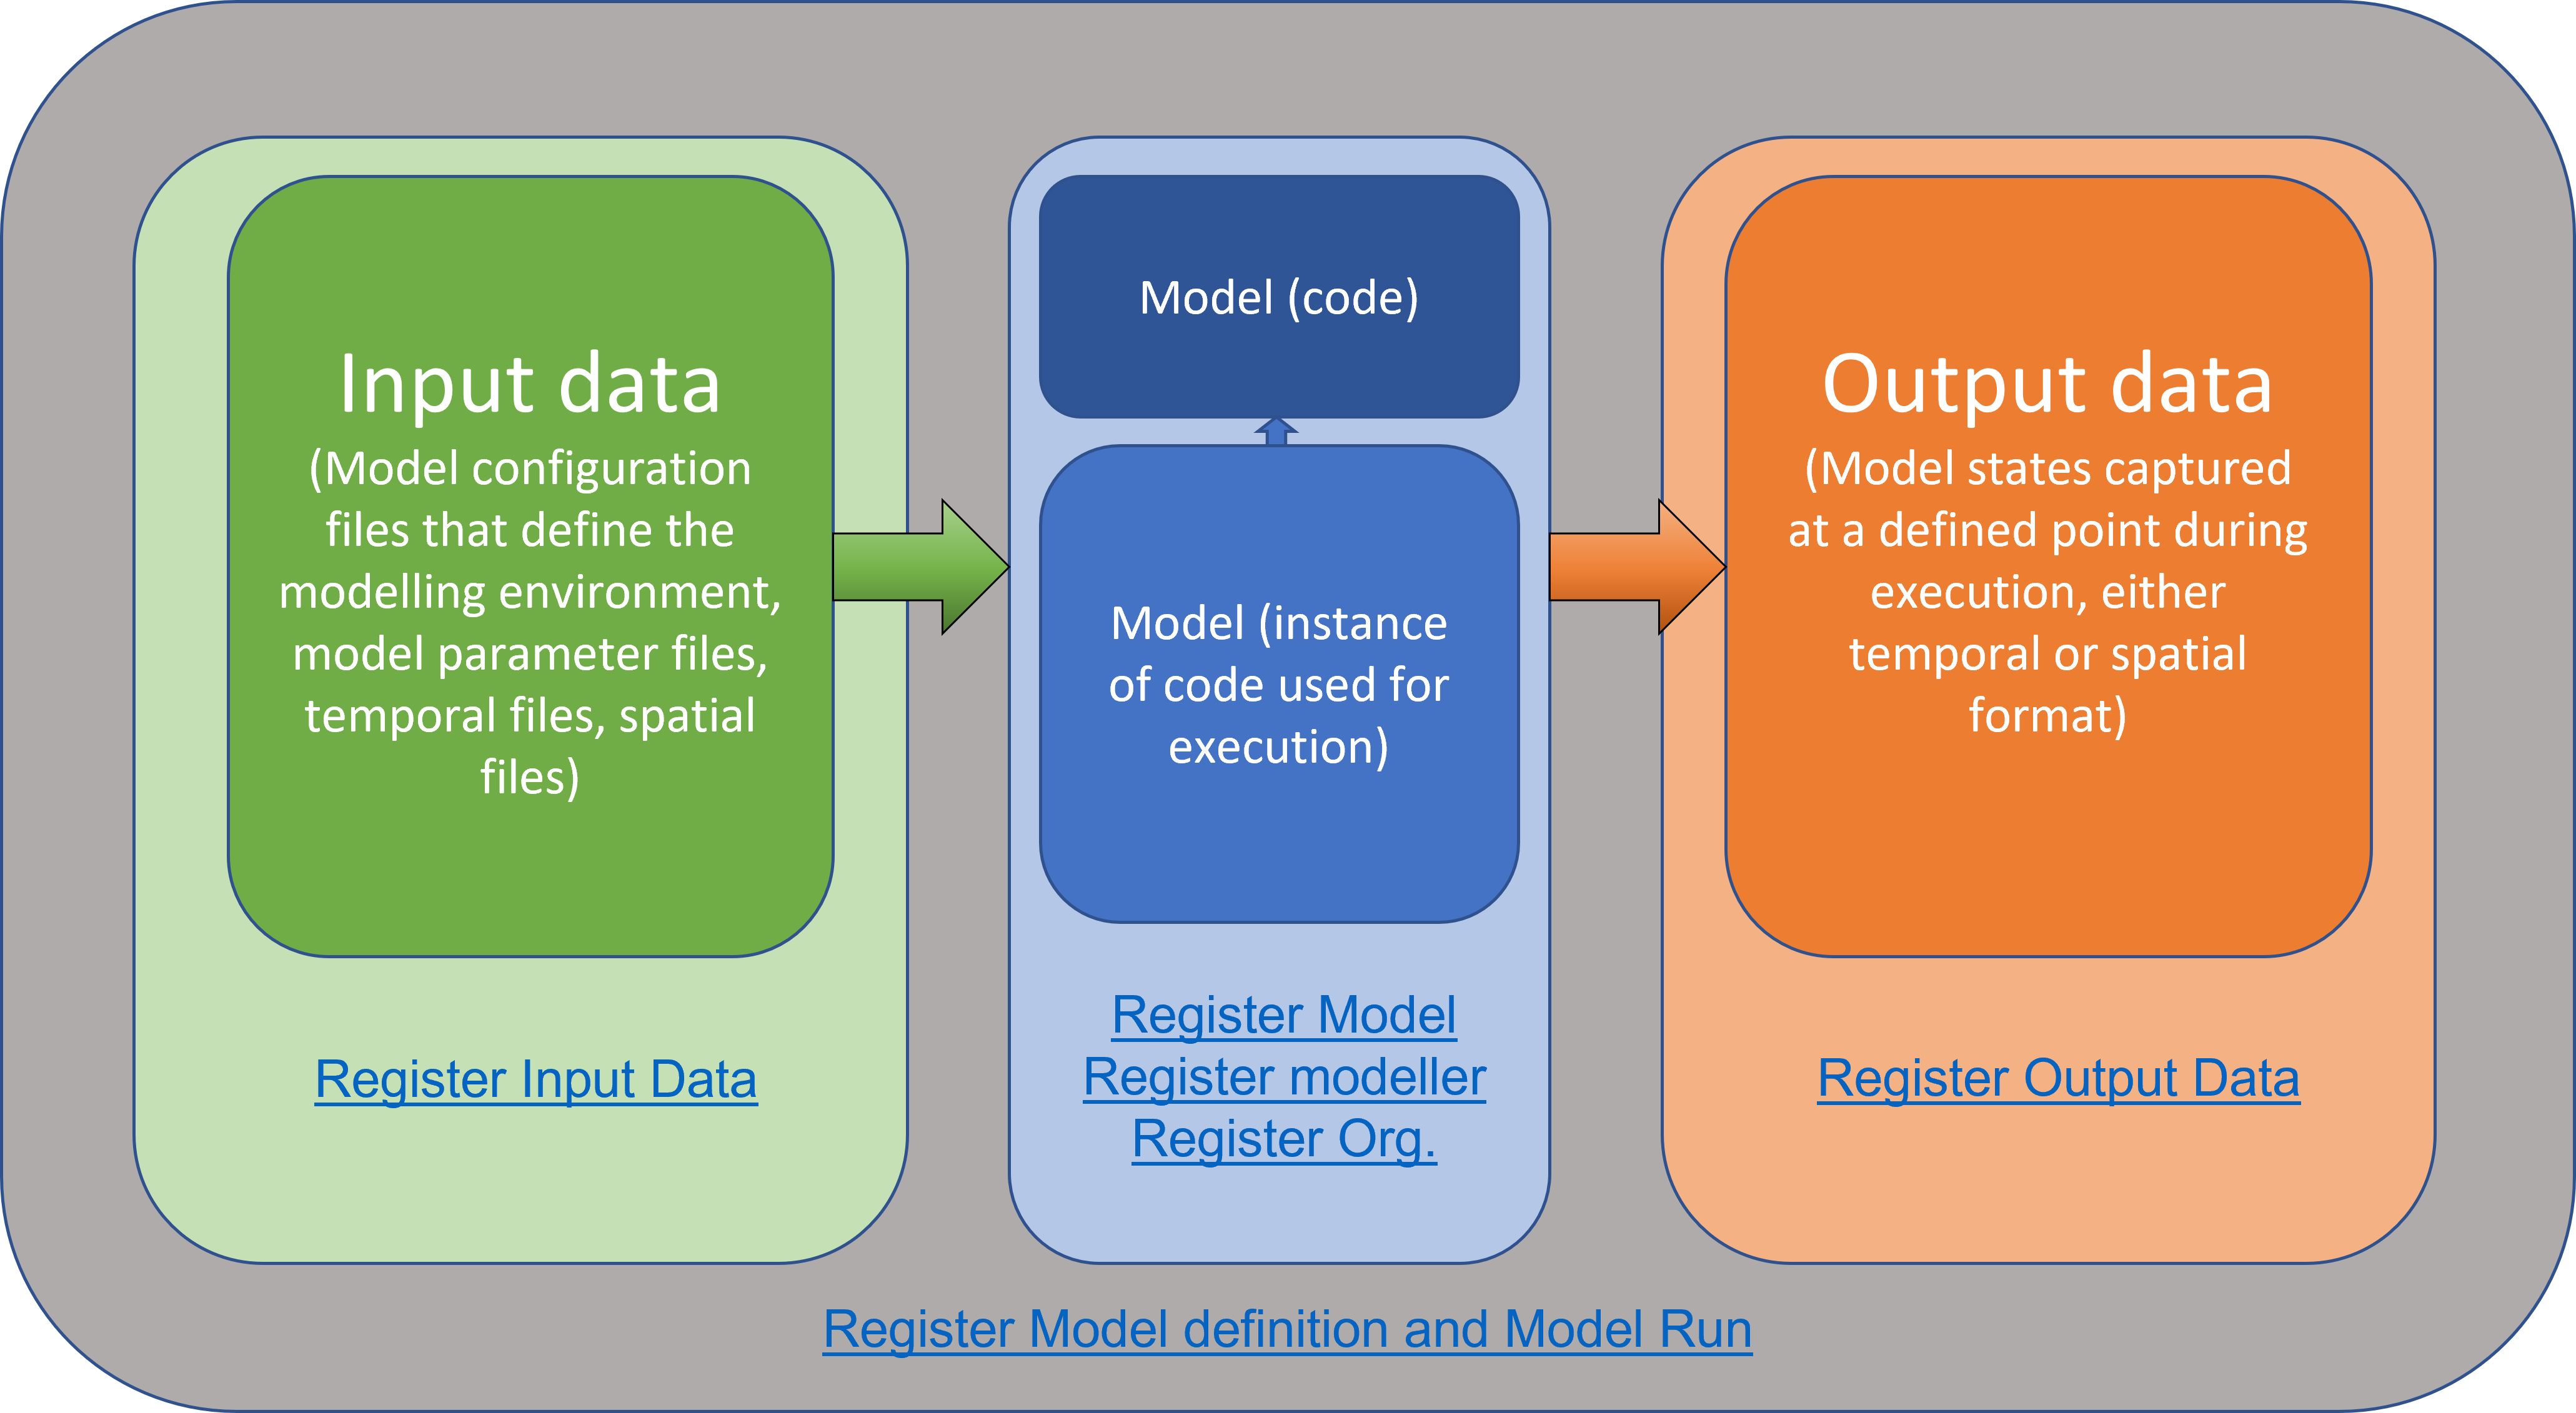 Input data
(Model configuration
files that define the
modelling environment,
model parameter files,
temporal files, spatial
files)
Register Input Data
Model (code)
Model (instance
of code used for
execution)
Register Model
Register modeller
Register Org.
Output data
(Model states captured
at a defined point during
execution, either
temporal or spatial
format)
Register Output Data
Register Model definition and Model Run